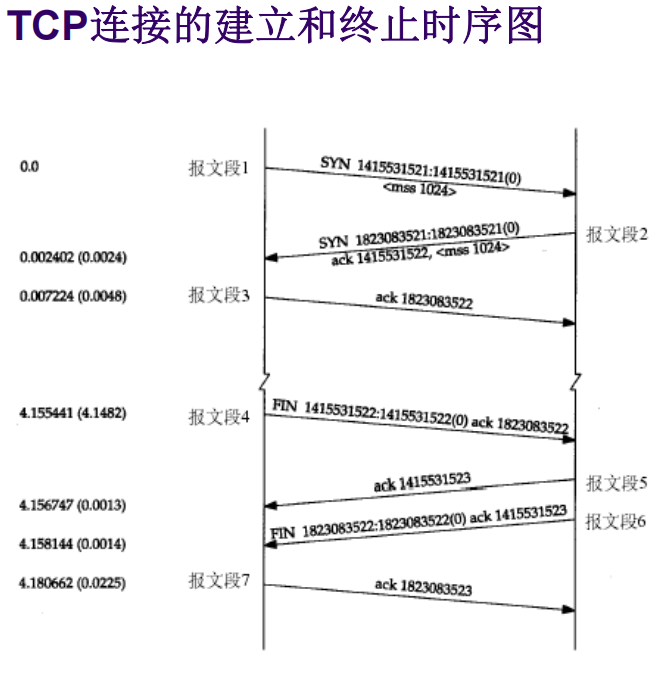 TCP连接的建立和终止时序图
0.0 报文段1 SYN 1415531521:1415531521(0)
<mss 1024>
SYN 1823083521:1823083521(0) 报文段2
0.002402 (0.0024) ack 1415531522, <mss 1024>
0.007224 (0.0048) 报文段3 ack 1823083522
4.155441 (4.1482) 报文段4 FIN 1415531522:1415531522(0) ack 1823083522
ack 1415531523 报文段5
4.156747 (0.0013)
FIN 1823083522:1823083522(0) ack 1415531523 报文段6
4.158144 (0.0014)
4.180662 (0.0225) 报文段7 ack 1823083523